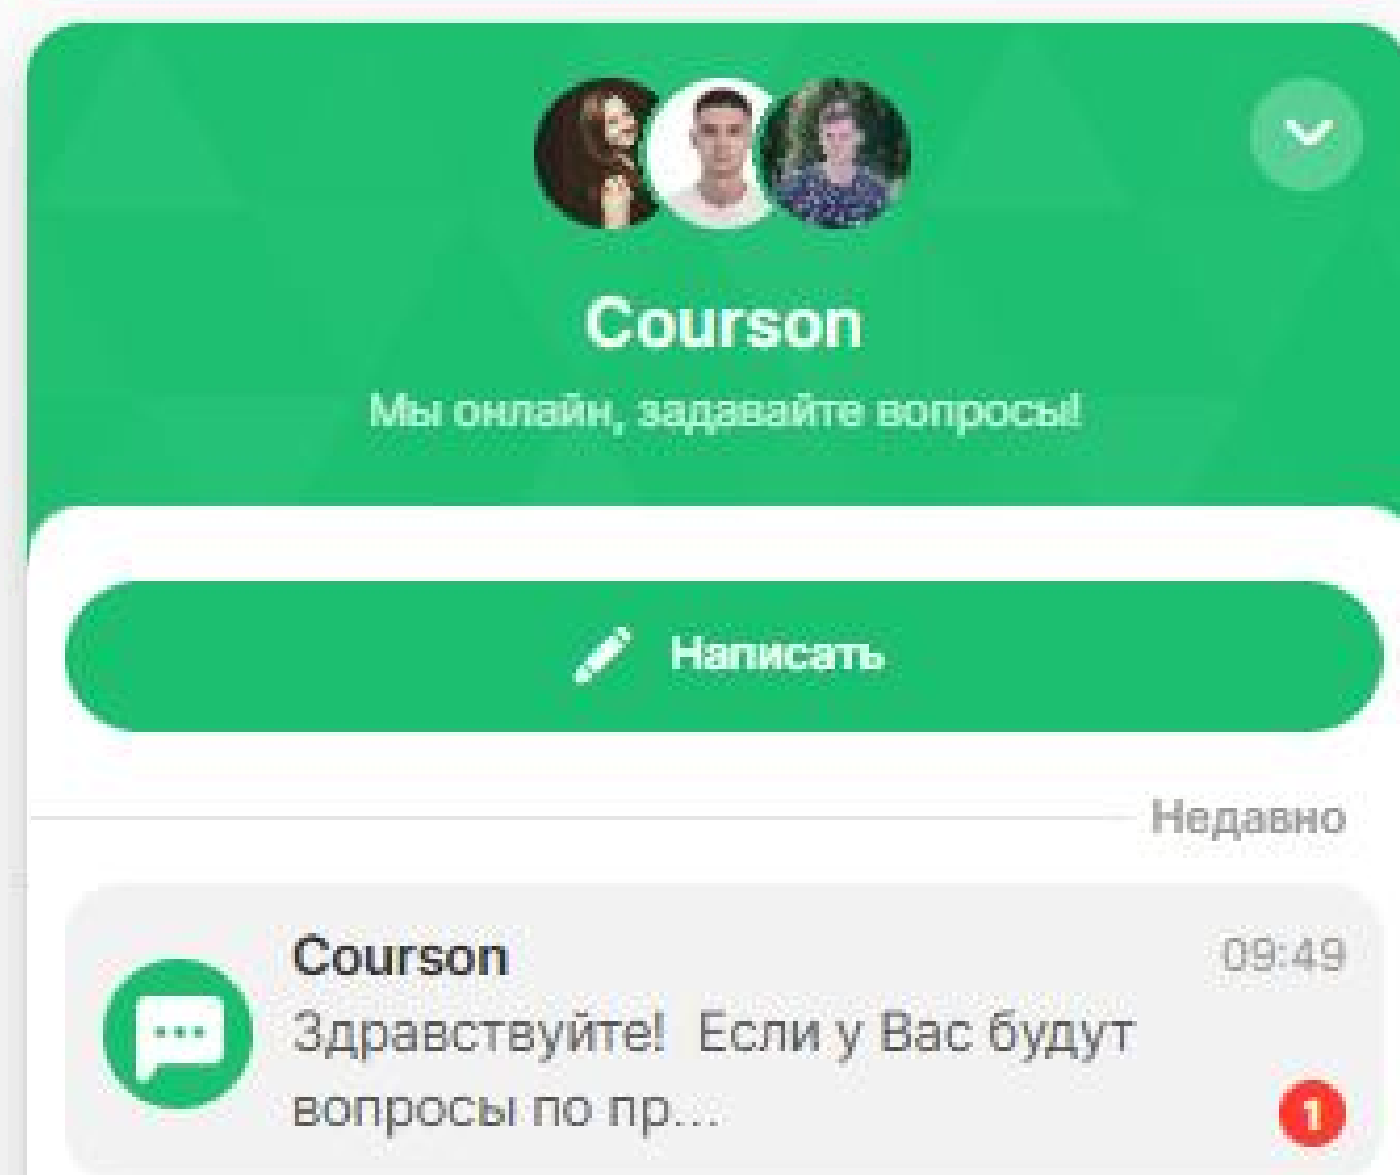 Courson
Мы онлайн, задавайте вопросы!
Написать
Недавно
Courson
09:49
Здравствуйте! Если у Вас будут
вопросы по пр...
1